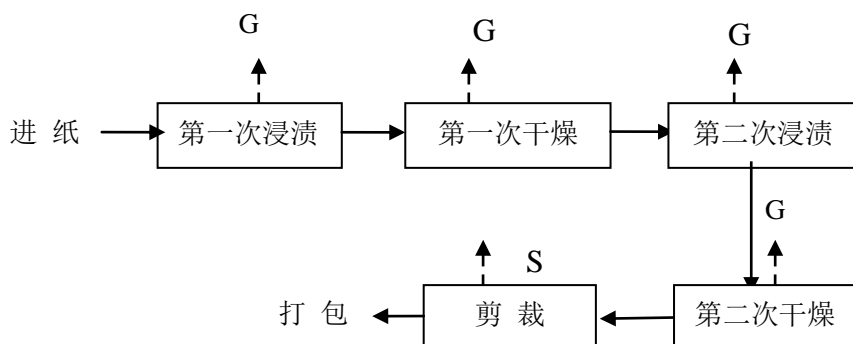 G G G
进 纸 第一次浸渍 第一次干燥 第二次浸渍
G
S
打 包 剪 裁 第二次干燥